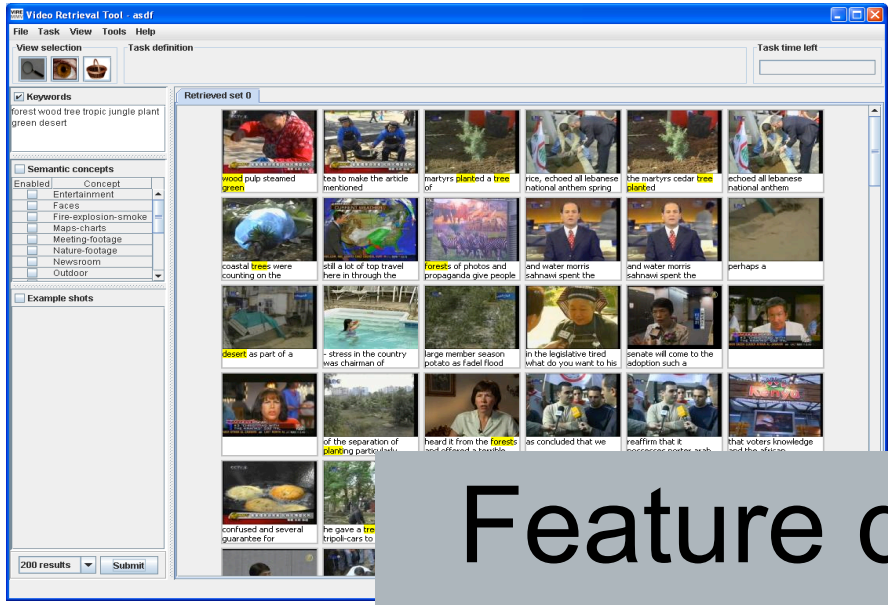 Video Retrieval Tool - asdf
File Task View Tools Help
View selection
Task definition
Task time left
Keywords
forest wood tree tropic jungle plant
green desert
Semantic concepts
Enabled Concept
Entertainment
Faces
Fire-explosion-smoke
Maps-charts
Meeting-footage
Nature-footage
Newsroom
Outdoor
Example shots
200 results
Submit
Retrieved set 0
wood pulp steamed
green
tea to make the article
mentioned
martyrs planted a tree
of
rice, echoed all lebanese
national anthem spring
the martyrs cedar tree
planted
echoed all lebanese
national anthem
coastal trees were
counting on the
still a lot of top travel
here in through the
forests of photos and
propaganda give people
and water morris
sahnawi spent the
and water morris
sahnawi spent the
perhaps a
desert as part of a
- stress in the country
was chairman of
large member season
potato as fadel flood
in the legislative tired
what do you want to his
senate will come to the
adoption such a
of the separation of
planting particularly
heard it from the forests
and offered a terrible
as concluded that we
reaffirm that it
possesses porter arab
Kenya
that voters knowledge
and the african
confused and several
guarantee for
he gave a tre
tripoli-cars to
Feature